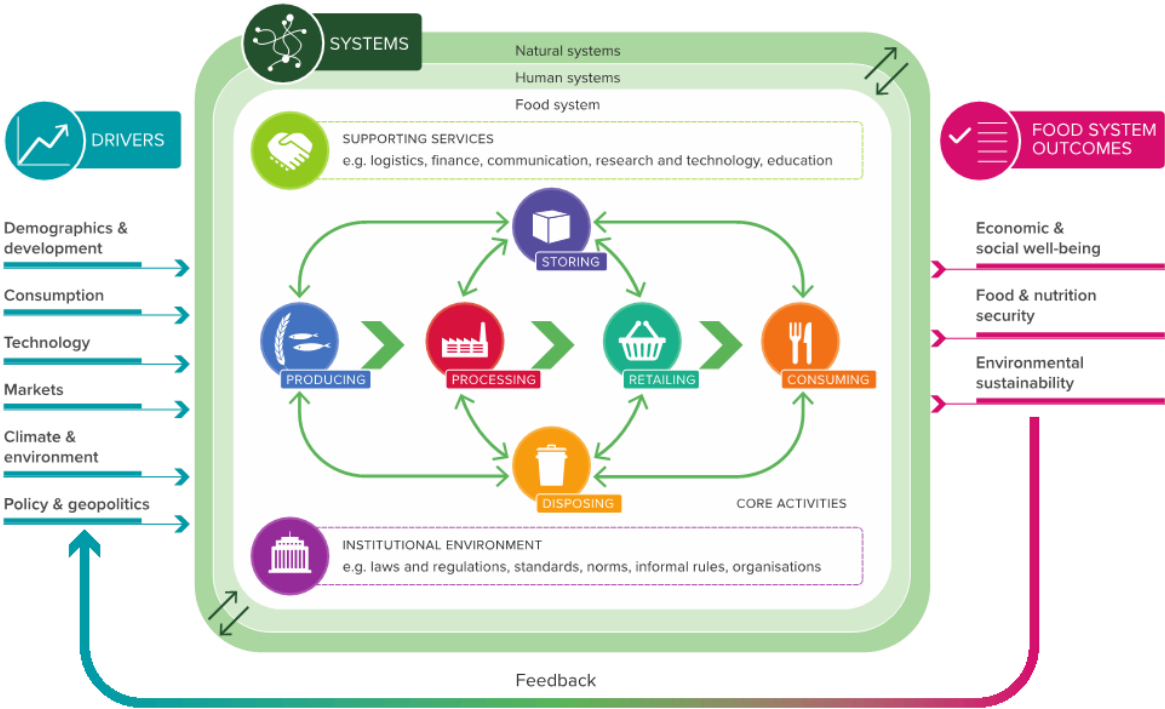 SYSTEMS
Natural systems
Human systems
Food system
DRIVERS
Demographics &
development
Consumption
Technology
Markets
Climate &
environment
Policy & geopolitics
SUPPORTING SERVICES
e.g. logistics, finance, communication, research and technology, education
STORING
PRODUCING
PROCESSING
RETAILING
CONSUMING
DISPOSING
CORE ACTIVITIES
INSTITUTIONAL ENVIRONMENT
e.g. laws and regulations, standards, norms, informal rules, organisations
FOOD SYSTEM
OUTCOMES
Economic &
social well-being
Food & nutrition
security
Environmental
sustainability
Feedback